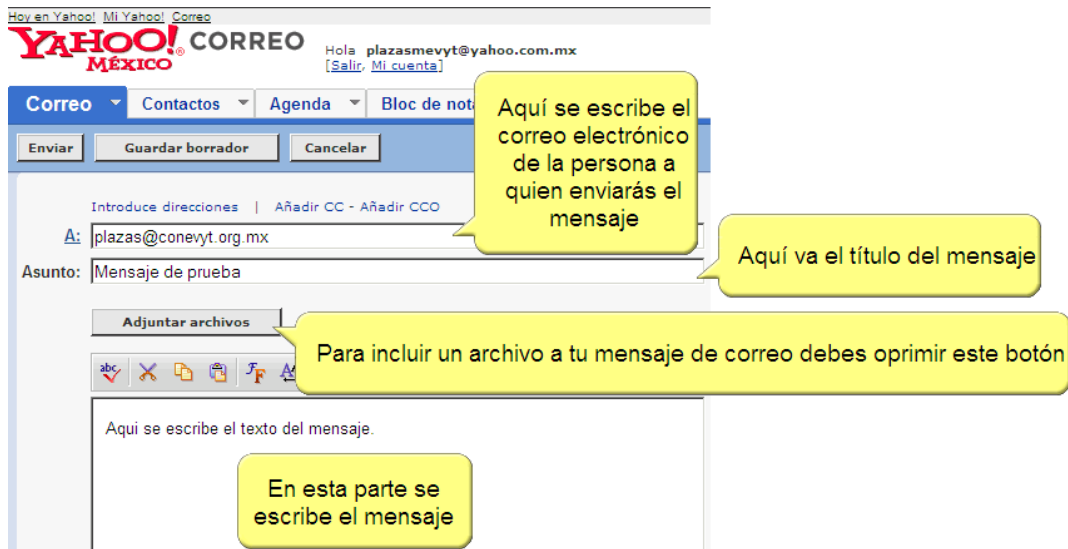 Hoy en Yahoo! Mi Yahoo! Correo
YAHOO! CORREO
MÉXICO
Hola plazasmevyt@yahoo.com.mx
[Salir, Mi cuenta]
Correo Contactos Agenda Bloc de nota
Enviar Guardar borrador Cancelar
Aquí se escribe el
correo electrónico
de la persona a
quien enviarás el
mensaje
Introduce direcciones | Añadir CC - Añadir CCO
A: plazas@conevyt.org.mx
Asunto: Mensaje de prueba
Aquí va el título del mensaje
Adjuntar archivos
Para incluir un archivo a tu mensaje de correo debes oprimir este botón
Aqui se escribe el texto del mensaje.
En esta parte se
escribe el mensaje